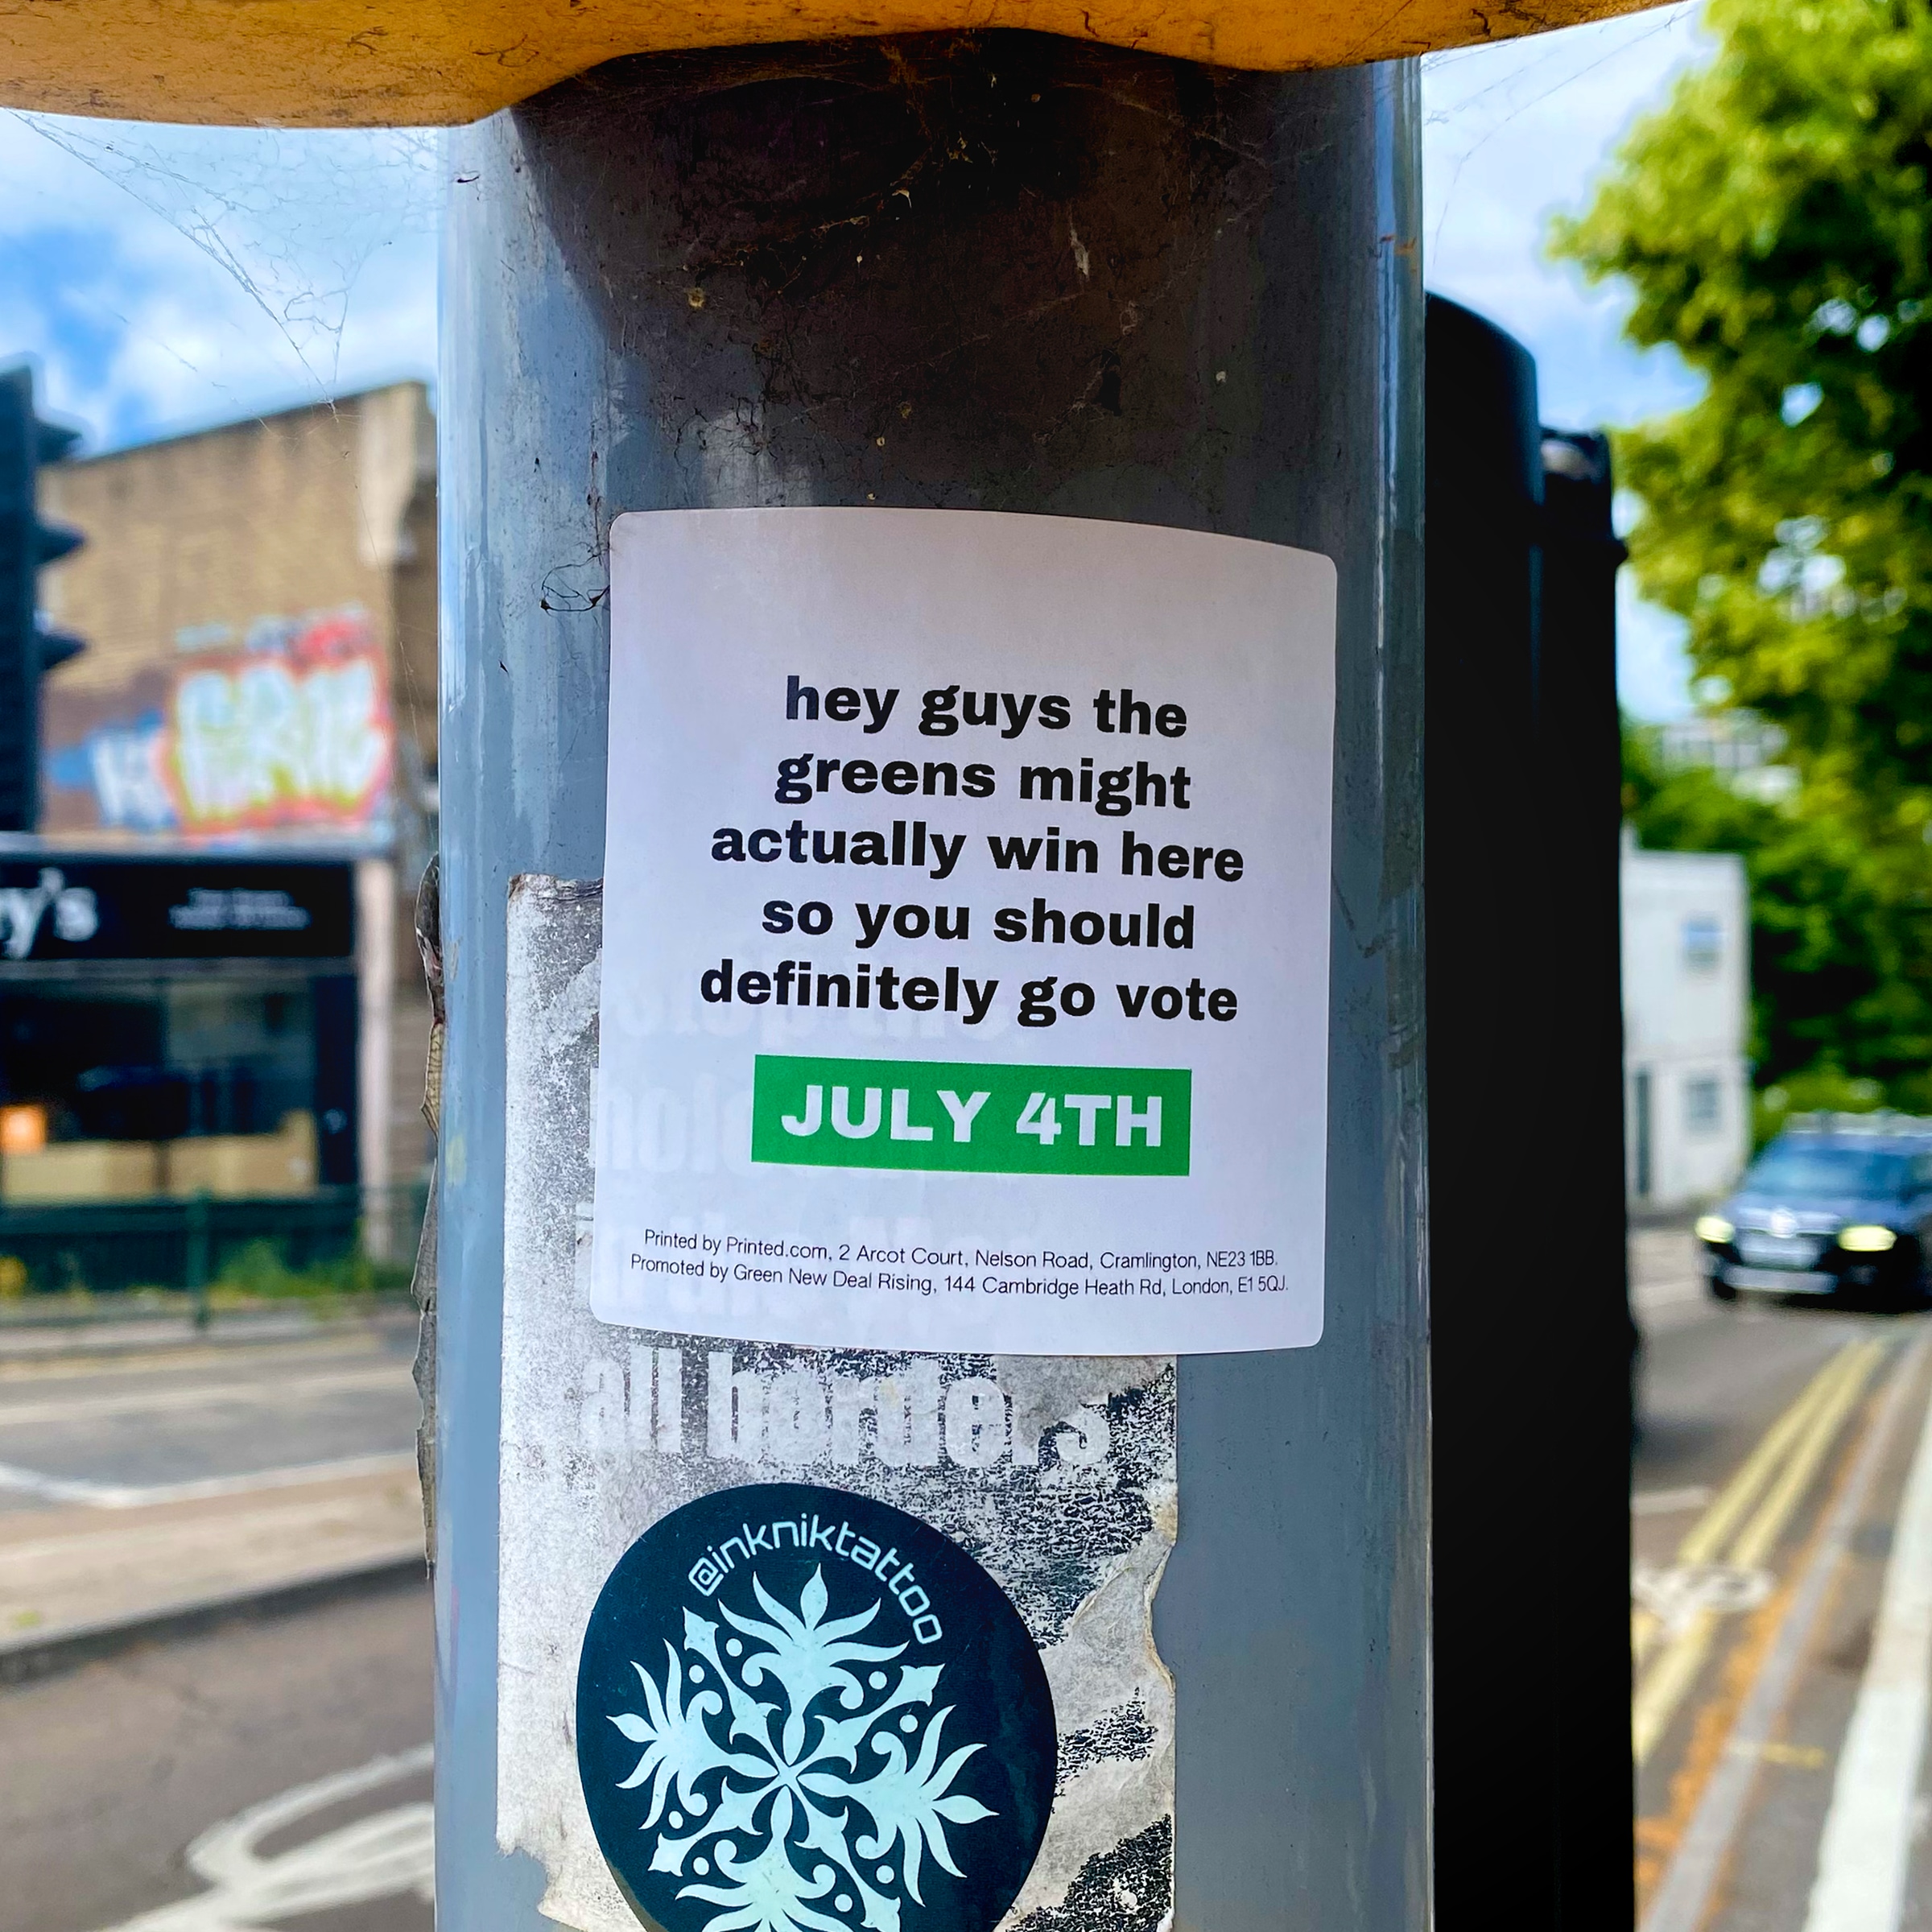 hey guys the
greens might
actually win here
so you should
definitely go vote
JULY 4TH
Printed by Printed.com, 2 Arcot Court, Nelson Road, Cramlington, NE23 1BB.
Promoted by Green New Deal Rising, 144 Cambridge Heath Rd, London, E1 5QJ.
all borders
@inkniktattoo
y's